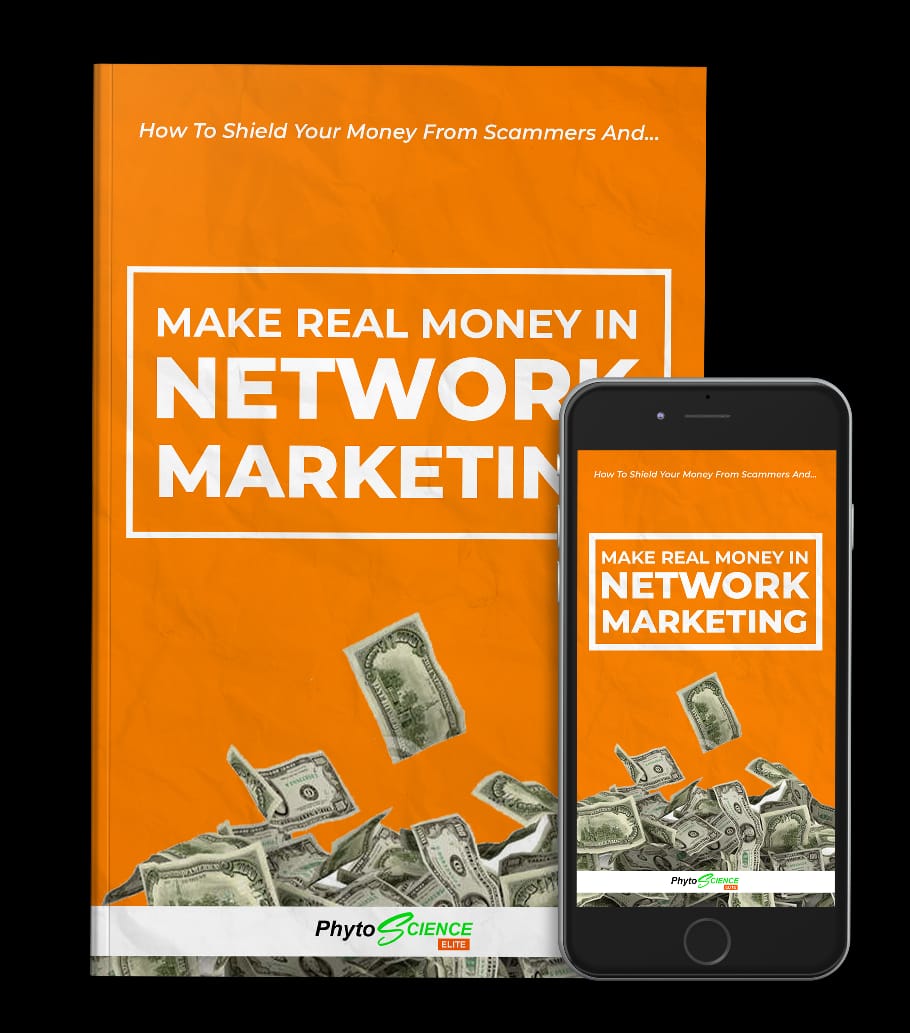 How To Shield Your Money From Scammers And...
MAKE REAL MONEY IN
NETWORK
MARKETIN
PhytoSCIENCE
ELITE
How To Shield Your Money From Scammers And...
MAKE REAL MONEY IN
NETWORK
MARKETING
PhytoSCIENCE
ELITE